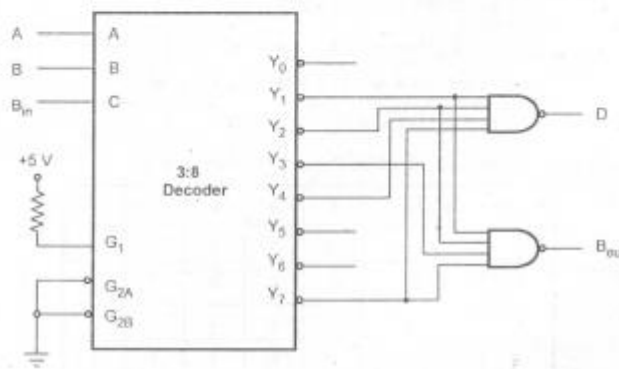 A A
B B
B_in C
+5 V
3:8
Decoder
G_1
G_2A
G_2B
Y_0
Y_1
Y_2
Y_3
Y_4
Y_5
Y_6
Y_7
D
B_ou